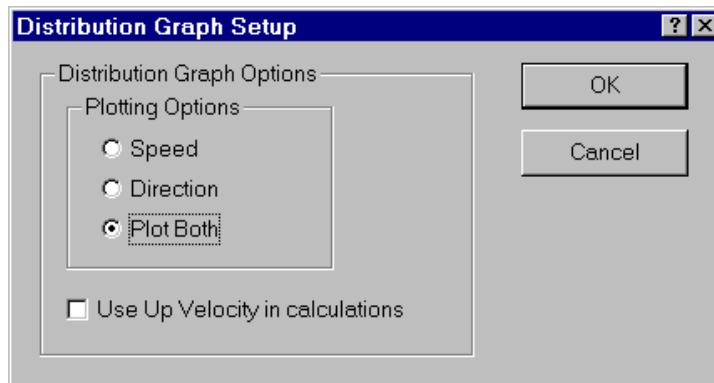 Distribution Graph Setup
Distribution Graph Options
Plotting Options
Speed
Direction
Plot Both
Use Up Velocity in calculations
OK
Cancel